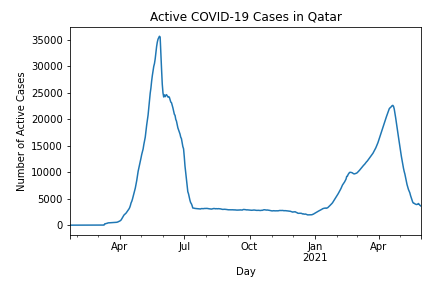 Active COVID-19 Cases in Qatar
Number of Active Cases
35000
30000
25000
20000
15000
10000
5000
0
Apr Jul Oct Jan Apr
2021
Day